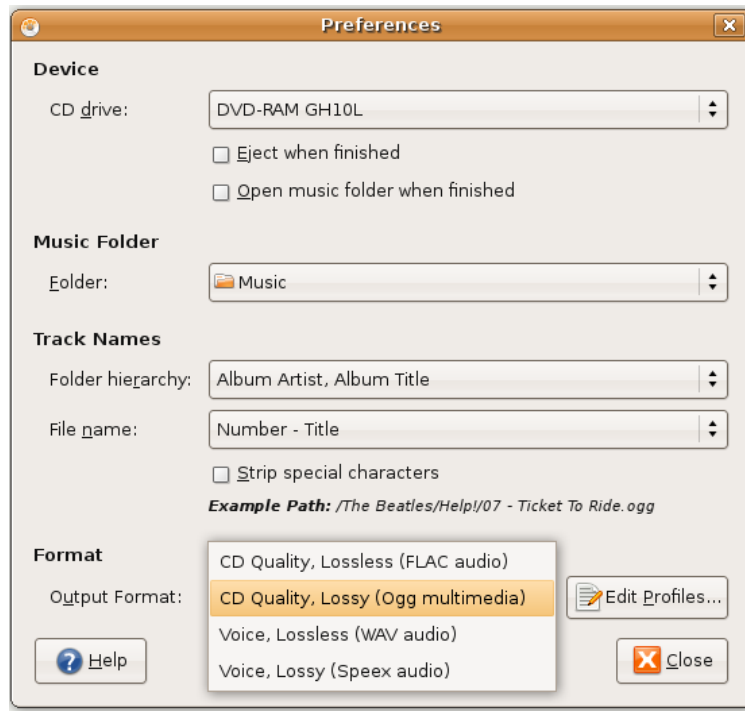 Preferences
Device
CD drive: DVD-RAM GH10L
Eject when finished
Open music folder when finished
Music Folder
Folder: Music
Track Names
Folder hierarchy: Album Artist, Album Title
File name: Number - Title
Strip special characters
Example Path: /The Beatles/Help!/07 - Ticket To Ride.ogg
Format
CD Quality, Lossless (FLAC audio)
Output Format: CD Quality, Lossy (Ogg multimedia) Edit Profiles...
Voice, Lossless (WAV audio)
Help Close
Voice, Lossy (Speex audio)